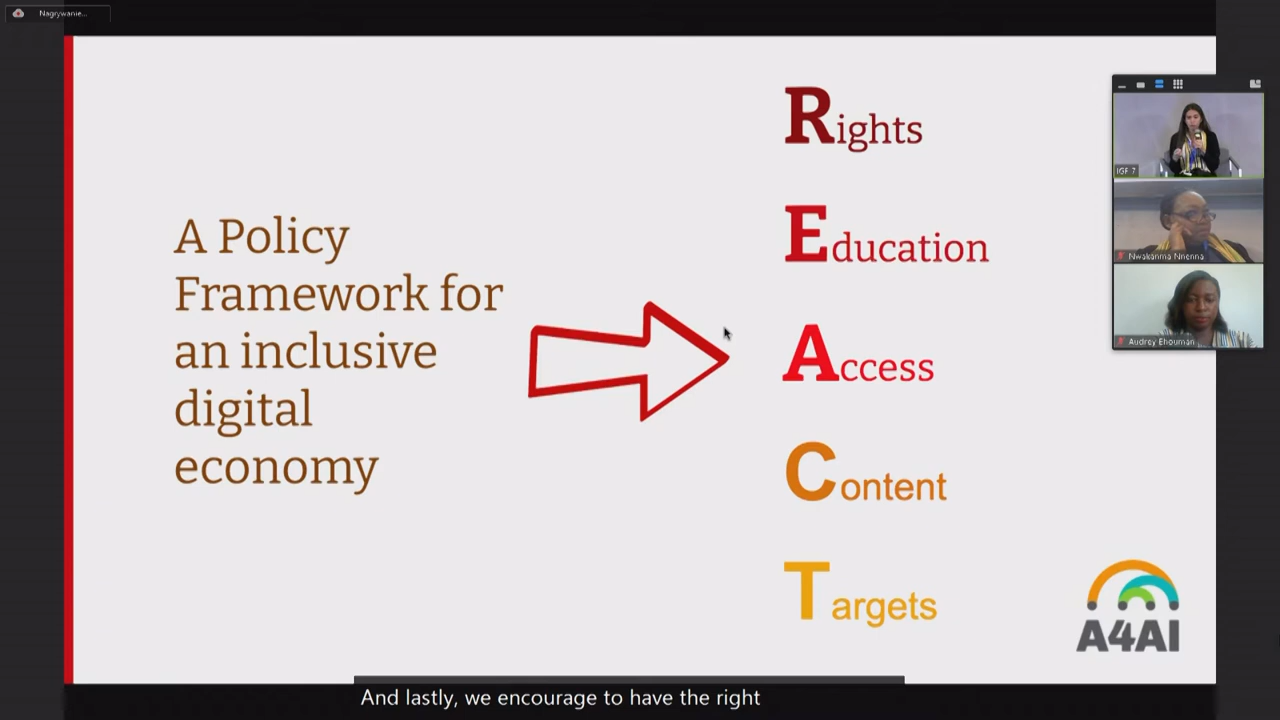 Nagrywanie...
A Policy
Framework for
an inclusive
digital
economy
Rights
Education
Access
Content
Targets
A4AI
IGF 7
Nwakanma Nnenna
Audrey Ehouman
And lastly, we encourage to have the right